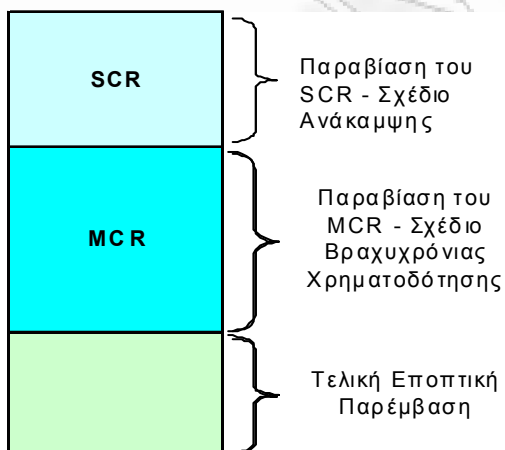 SCR
Παραβίαση του
SCR - Σχέδιο
Ανάκαμψης
MCR
Παραβίαση του
MCR - Σχέδιο
Βραχυχρόνιας
Χρηματοδότησης
Τελική Εποπτική
Παρέμβαση